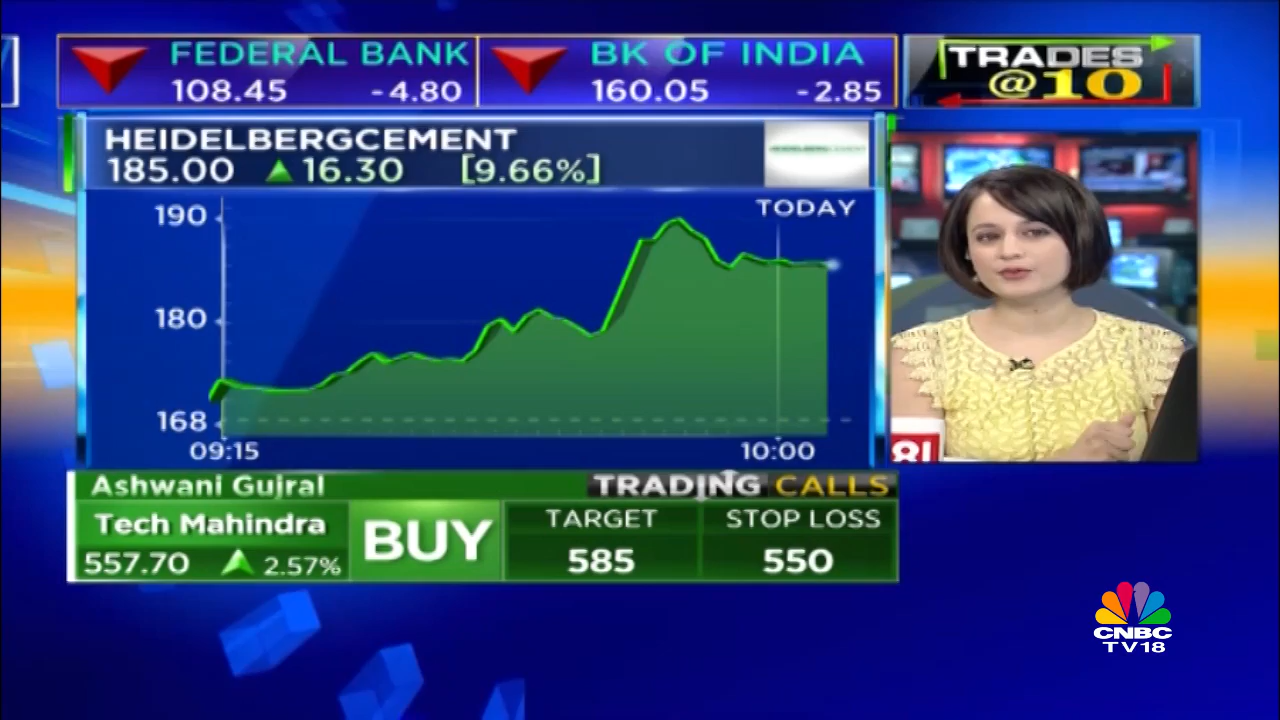 FEDERAL BANK
108.45 -4.80
BK OF INDIA
160.05 -2.85
TRADES
@10
HEIDELBERGCEMENT
185.00 ▲ 16.30 [9.66%]
HEIDELBERGCEMENT
TODAY
190
180
168
09:15
10:00
Ashwani Gujral
TRADING CALLS
Tech Mahindra
557.70 2.57%
BUY
TARGET
585
STOP LOSS
550
CNBC
TV18